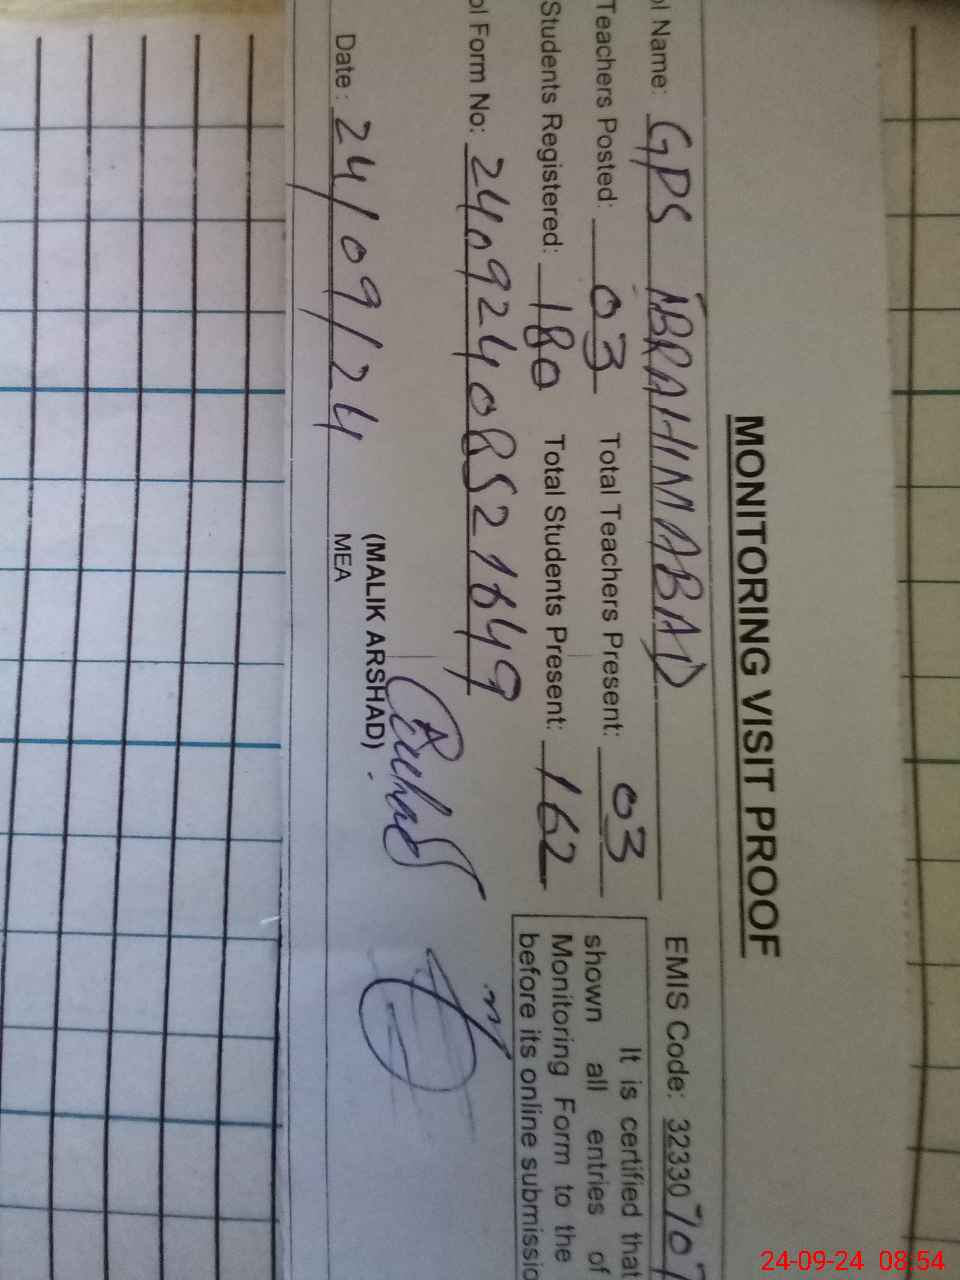 MONITORING VISIT PROOF
ol Name: GPS IBRAHIMABAD EMIS Code: 32330707
Teachers Posted: 03 Total Teachers Present: 03
Students Registered: 180 Total Students Present: 162
It is certified that
shown all entries of
Monitoring Form to the
before its online submissio
ol Form No: 24092408521649
(MALIK ARSHAD)
Date: 24/09/24 MEA
24-09-24 08:54